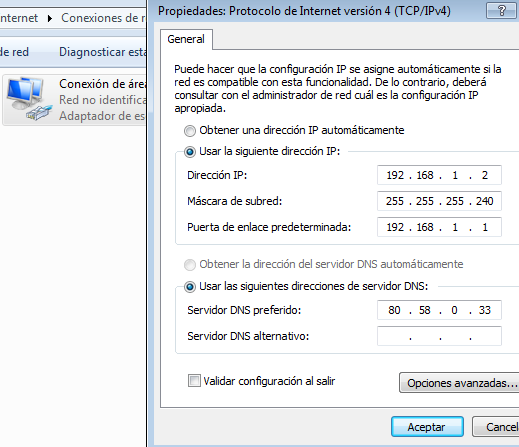 nternet
Conexiones de r
de red
Diagnosticar esta
Conexión de área
Red no identifica
Adaptador de es
Propiedades: Protocolo de Internet versión 4 (TCP/IPv4)
?
General
Puede hacer que la configuración IP se asigne automáticamente si la
red es compatible con esta funcionalidad. De lo contrario, deberá
consultar con el administrador de red cuál es la configuración IP
apropiada.
Obtener una dirección IP automáticamente
Usar la siguiente dirección IP:
Dirección IP: 192 . 168 . 1 . 2
Máscara de subred: 255 . 255 . 255 . 240
Puerta de enlace predeterminada: 192 . 168 . 1 . 1
Obtener la dirección del servidor DNS automáticamente
Usar las siguientes direcciones de servidor DNS:
Servidor DNS preferido: 80 . 58 . 0 . 33
Servidor DNS alternativo: . . .
Validar configuración al salir
Opciones avanzadas...
Aceptar
Cancel